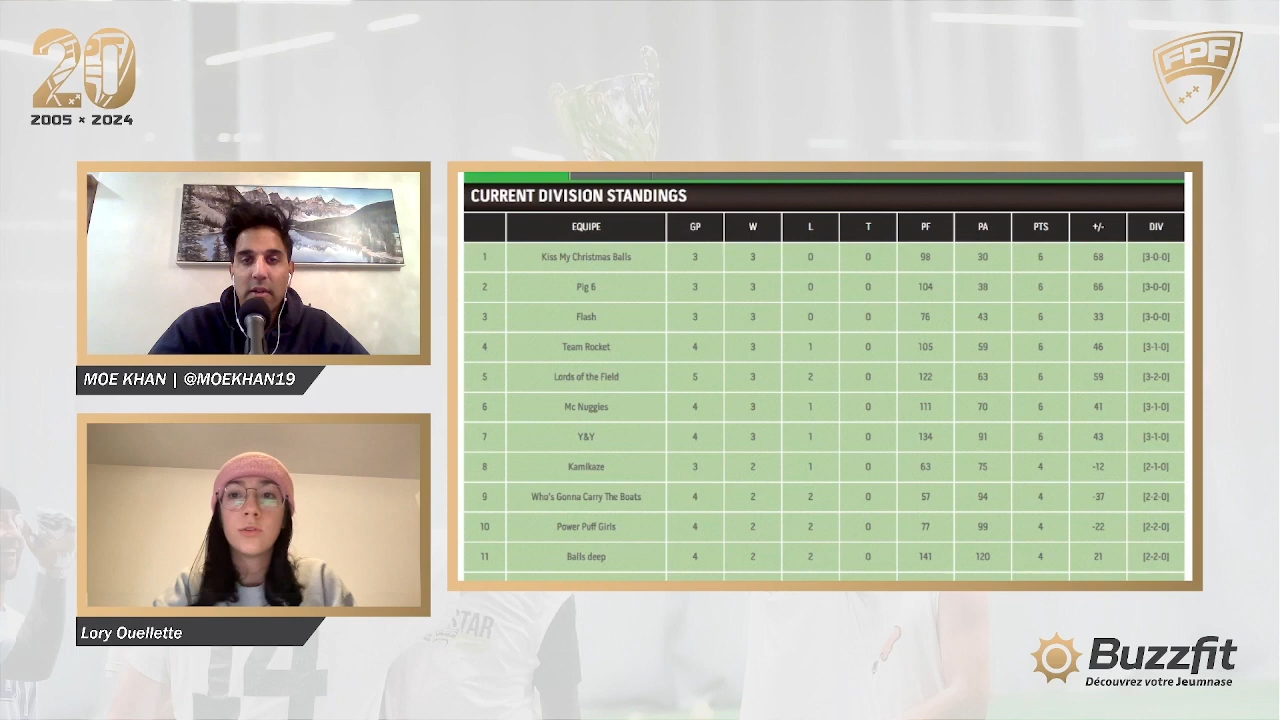 20
2005 × 2024
FPF
MOE KHAN | @MOEKHAN19
Lory Ouellette
CURRENT DIVISION STANDINGS
EQUIPE GP W L T PF PA PTS +/- DIV
1 Kiss My Christmas Balls 3 3 0 0 98 30 6 68 [3-0-0]
2 Pig 6 3 3 0 0 104 38 6 66 [3-0-0]
3 Flash 3 3 0 0 76 43 6 33 [3-0-0]
4 Team Rocket 4 3 1 0 105 59 6 46 [3-1-0]
5 Lords of the Field 5 3 2 0 122 63 6 59 [3-2-0]
6 Mc Nuggies 4 3 1 0 111 70 6 41 [3-1-0]
7 Y&Y 4 3 1 0 134 91 6 43 [3-1-0]
8 Kamikaze 3 2 1 0 63 75 4 -12 [2-1-0]
9 Who's Gonna Carry The Boats 4 2 2 0 57 94 4 -37 [2-2-0]
10 Power Puff Girls 4 2 2 0 77 99 4 -22 [2-2-0]
11 Balls deep 4 2 2 0 141 120 4 21 [2-2-0]
STAR
14
Buzzfit
Découvrez votre Jeumnase